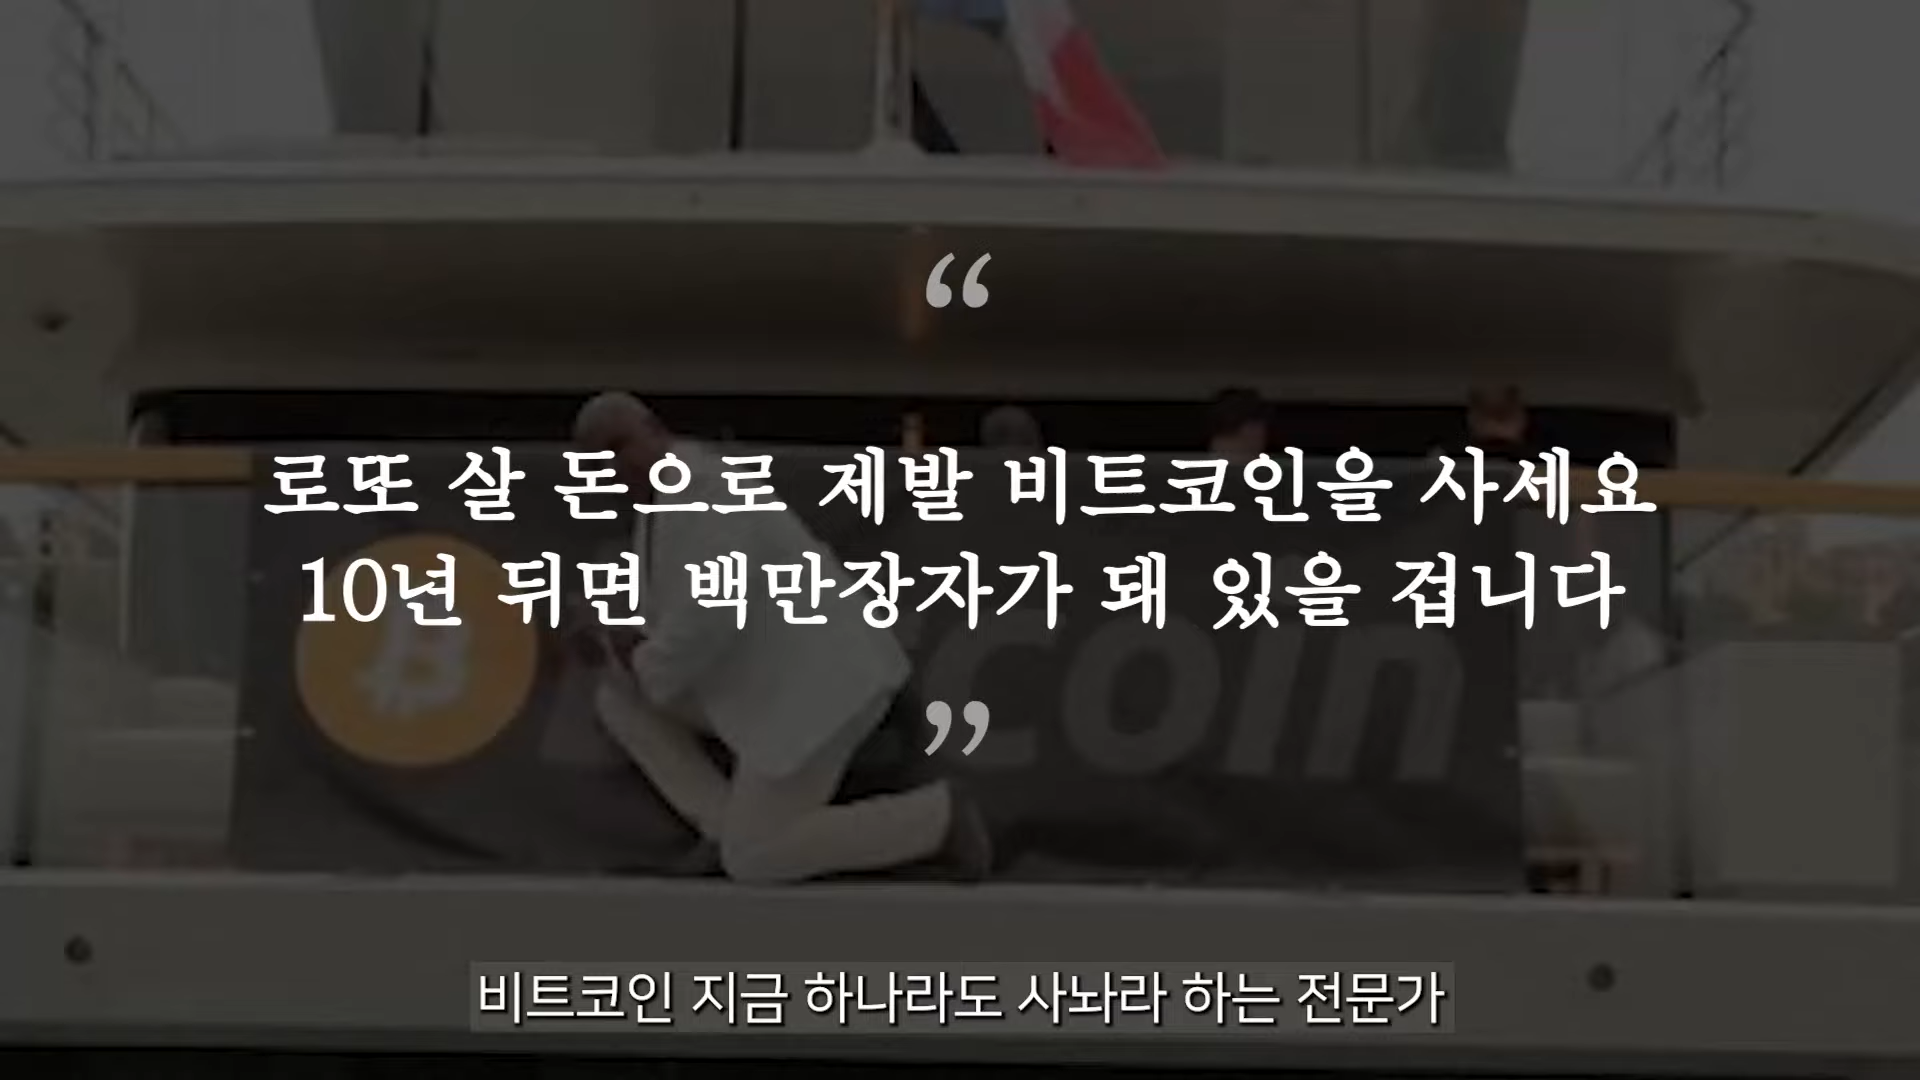 “
로또 살 돈으로 제발 비트코인을 사세요
10년 뒤면 백만장자가 돼 있을 겁니다
”
coin
비트코인 지금 하나라도 사놔라 하는 전문가